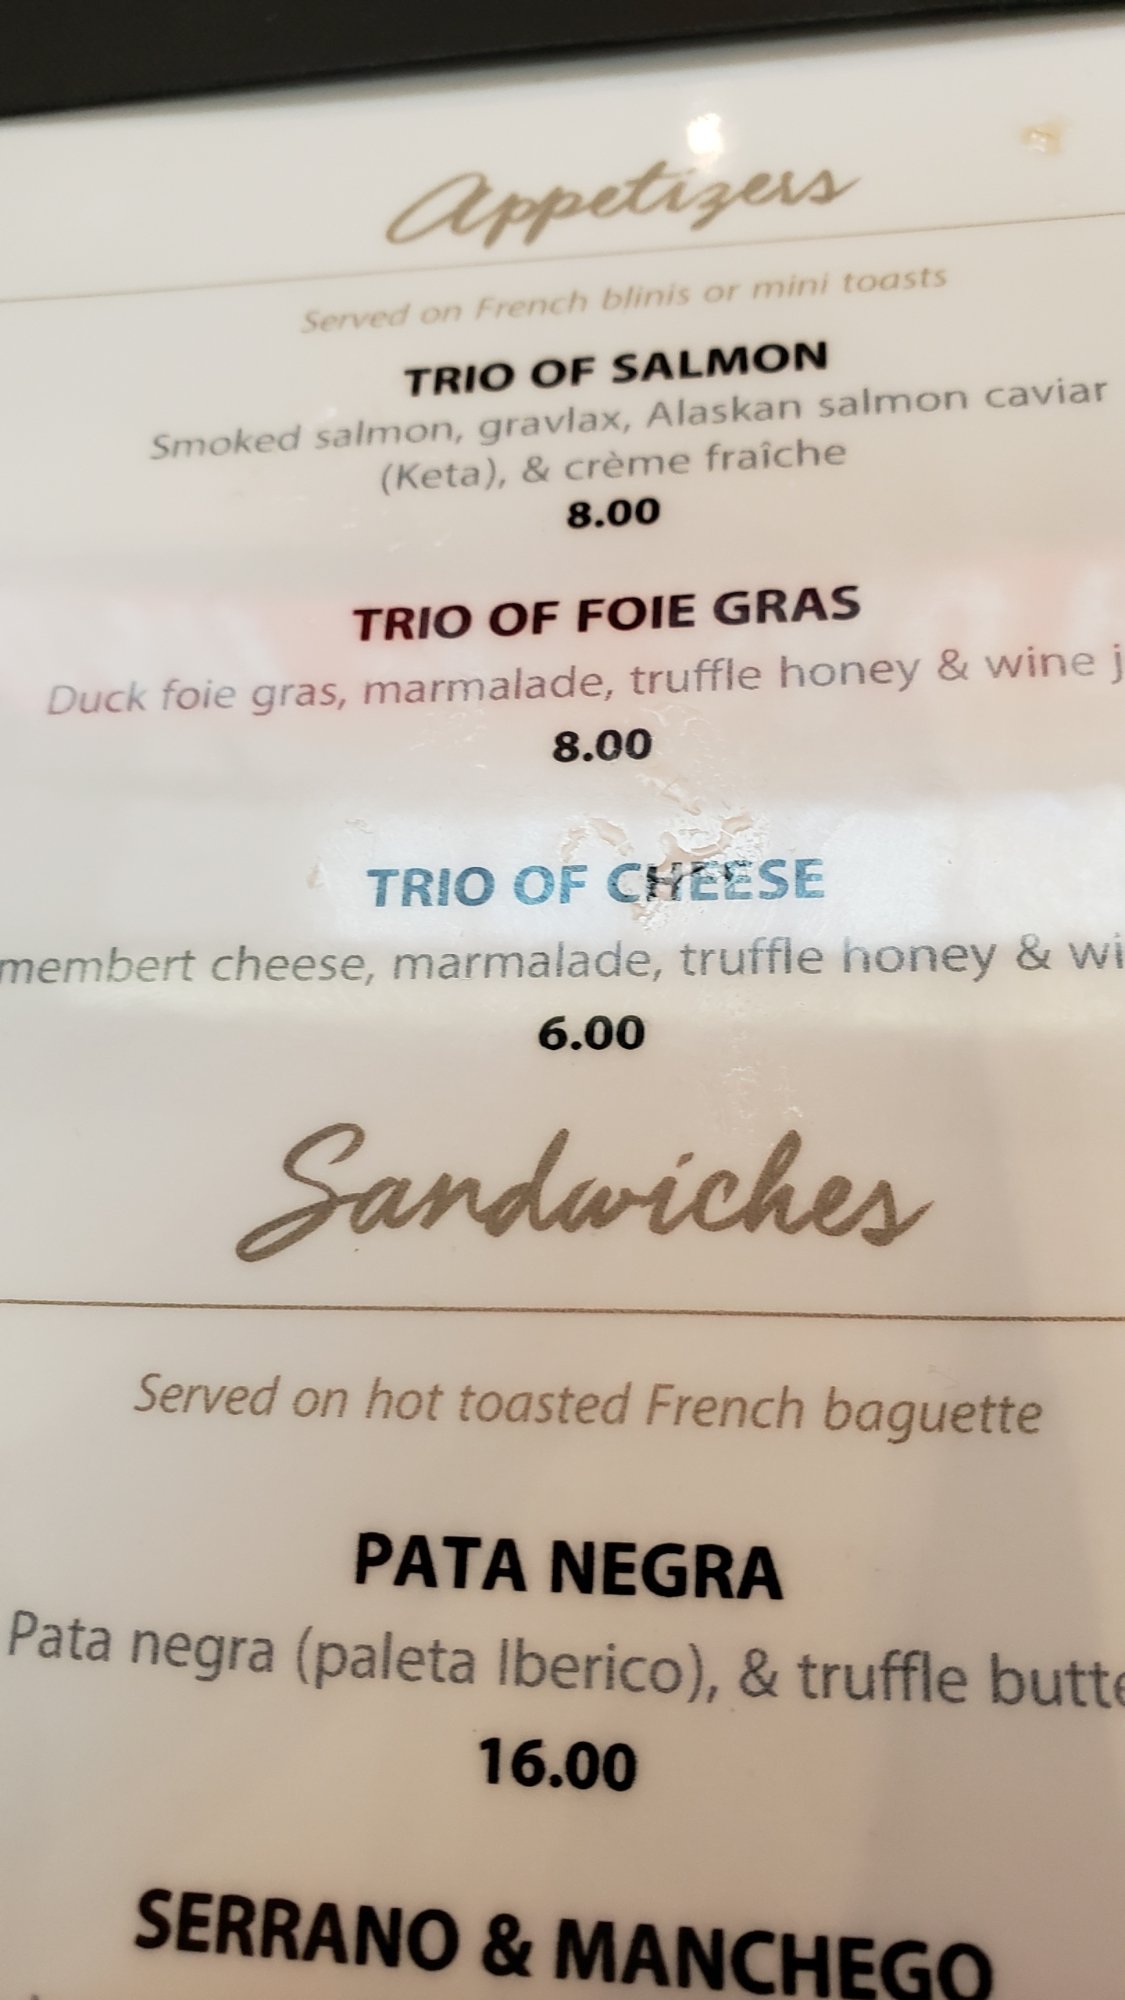 Appetizers
Served on French blinis or mini toasts
TRIO OF SALMON
Smoked salmon, gravlax, Alaskan salmon caviar
(Keta), & crème fraîche
8.00
TRIO OF FOIE GRAS
Duck foie gras, marmalade, truffle honey & wine j
8.00
TRIO OF CHEESE
membert cheese, marmalade, truffle honey & wi
6.00
Sandwiches
Served on hot toasted French baguette
PATA NEGRA
Pata negra (paleta Iberico), & truffle butte
16.00
SERRANO & MANCHEGO